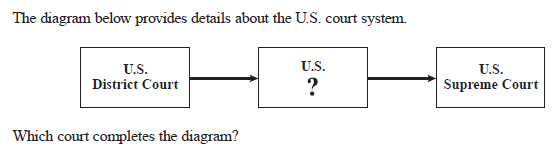 The diagram below provides details about the U.S. court system.
U.S.
District Court
U.S.
?
U.S.
Supreme Court
Which court completes the diagram?